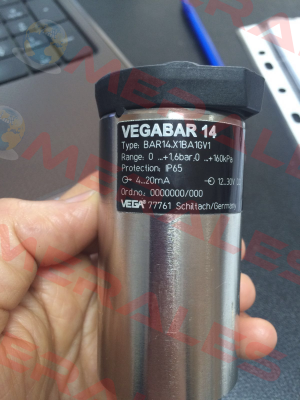 VEGABAR 14
Type: BAR14.X1BA1GV1
Range: 0 ...+1,6bar,0 ...+160kPa
Protection: IP65
4...20mA 12...30V
Ord.no: 0000000/000
VEGA® 77761 Schiltach/Germany